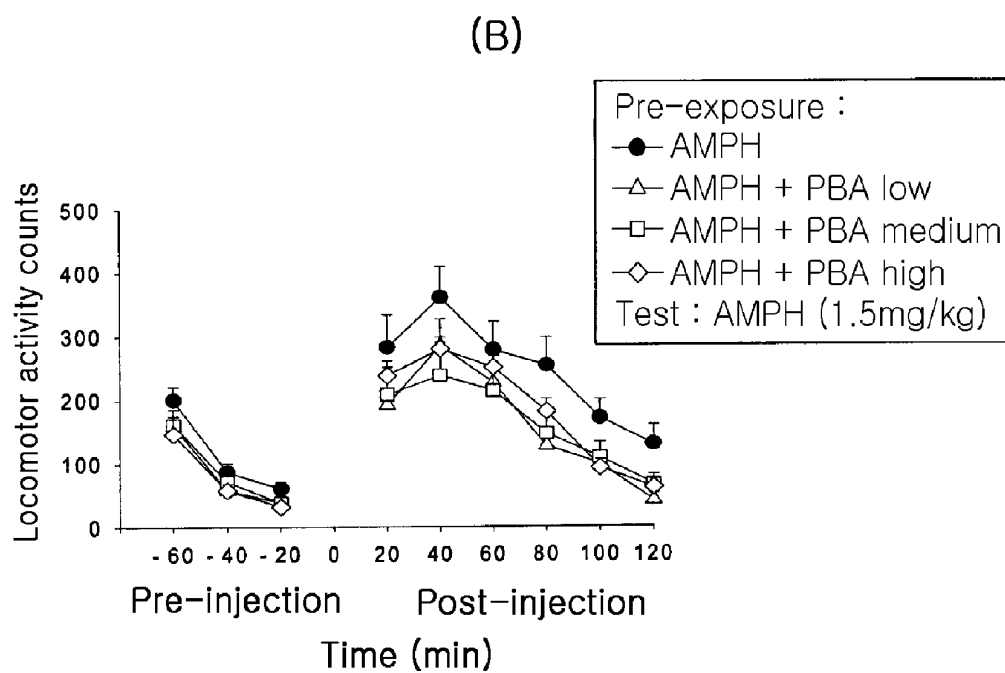 (B)
Pre-exposure :
AMPH
AMPH + PBA low
AMPH + PBA medium
AMPH + PBA high
Test : AMPH (1.5mg/kg)
Locomotor activity counts
500
400
300
200
100
0
- 60 - 40 - 20 0 20 40 60 80 100 120
Pre-injection Post-injection
Time (min)